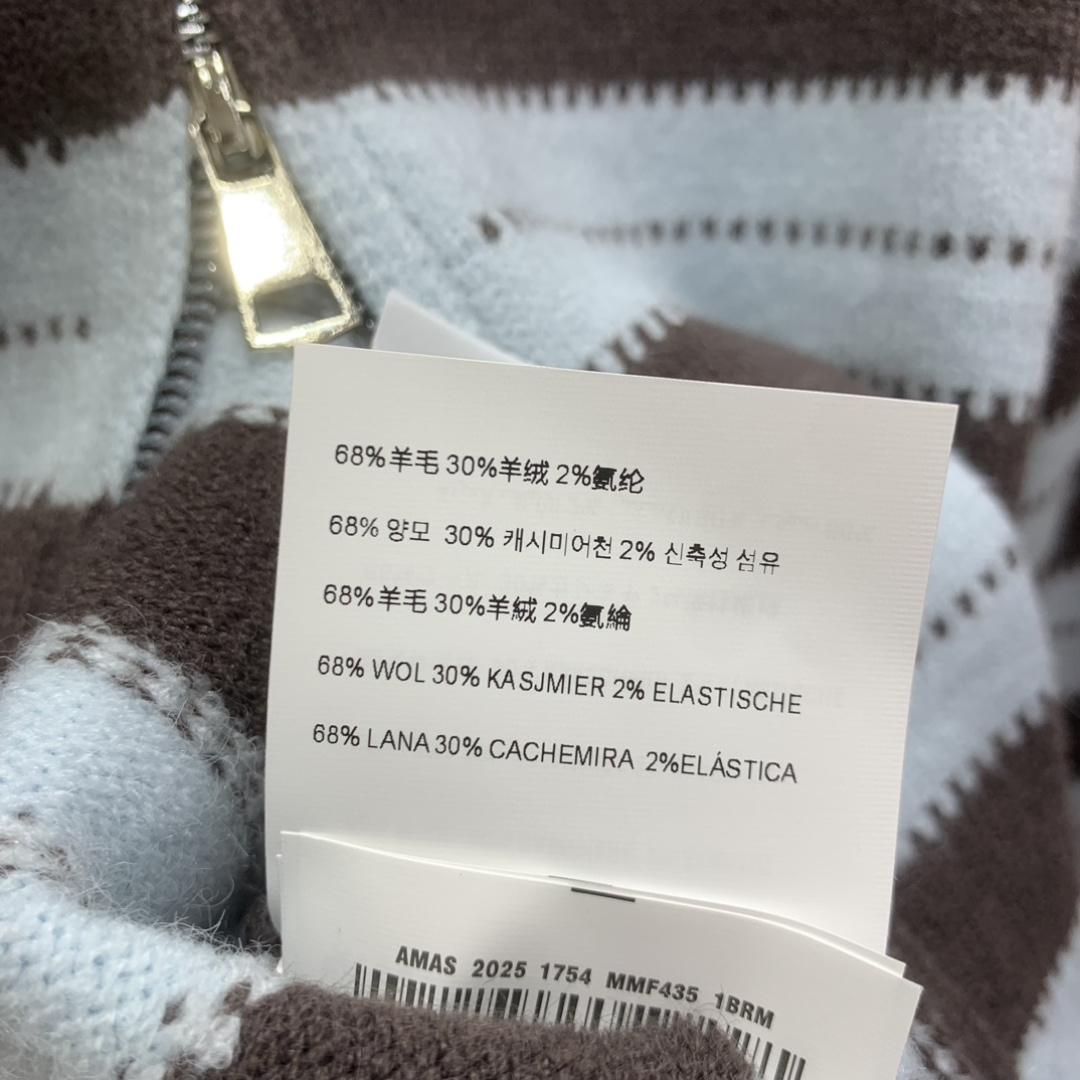 68%羊毛 30%羊绒 2%氨纶
68% 양모 30% 캐시미어천 2% 신축성 섬유
68%羊毛 30%羊絨 2%氨綸
68% WOL 30% KASJMIER 2% ELASTISCHE
68% LANA 30% CACHEMIRA 2%ELÁSTICA
AMAS 2025 1754 MMF435 1BRM